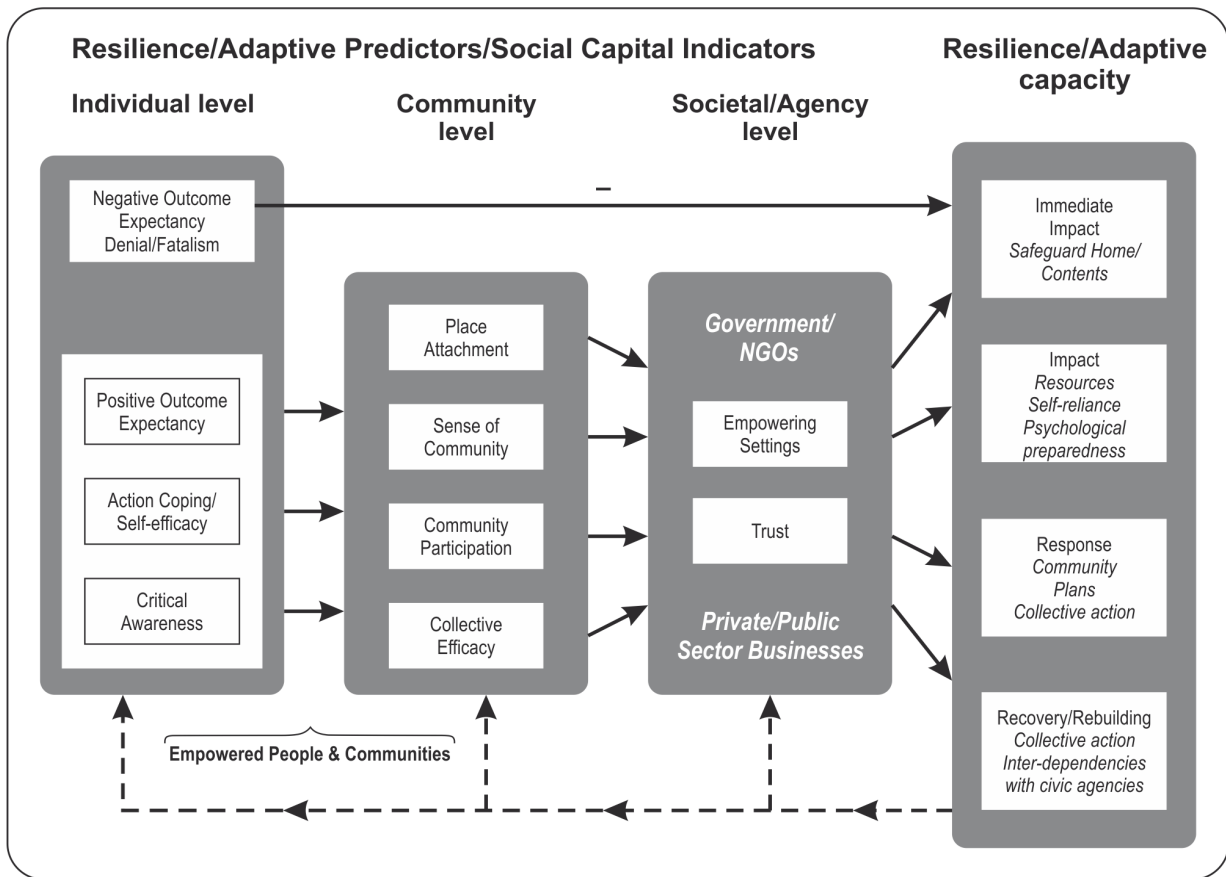 Resilience/Adaptive Predictors/Social Capital Indicators
Resilience/Adaptive
capacity
Individual level
Community
level
Societal/Agency
level
Negative Outcome
Expectancy
Denial/Fatalism
–
Positive Outcome
Expectancy
Action Coping/
Self-efficacy
Critical
Awareness
Place
Attachment
Sense of
Community
Community
Participation
Collective
Efficacy
Government/
NGOs
Empowering
Settings
Trust
Private/Public
Sector Businesses
Immediate
Impact
Safeguard Home/
Contents
Impact
Resources
Self-reliance
Psychological
preparedness
Response
Community
Plans
Collective action
Recovery/Rebuilding
Collective action
Inter-dependencies
with civic agencies
Empowered People & Communities